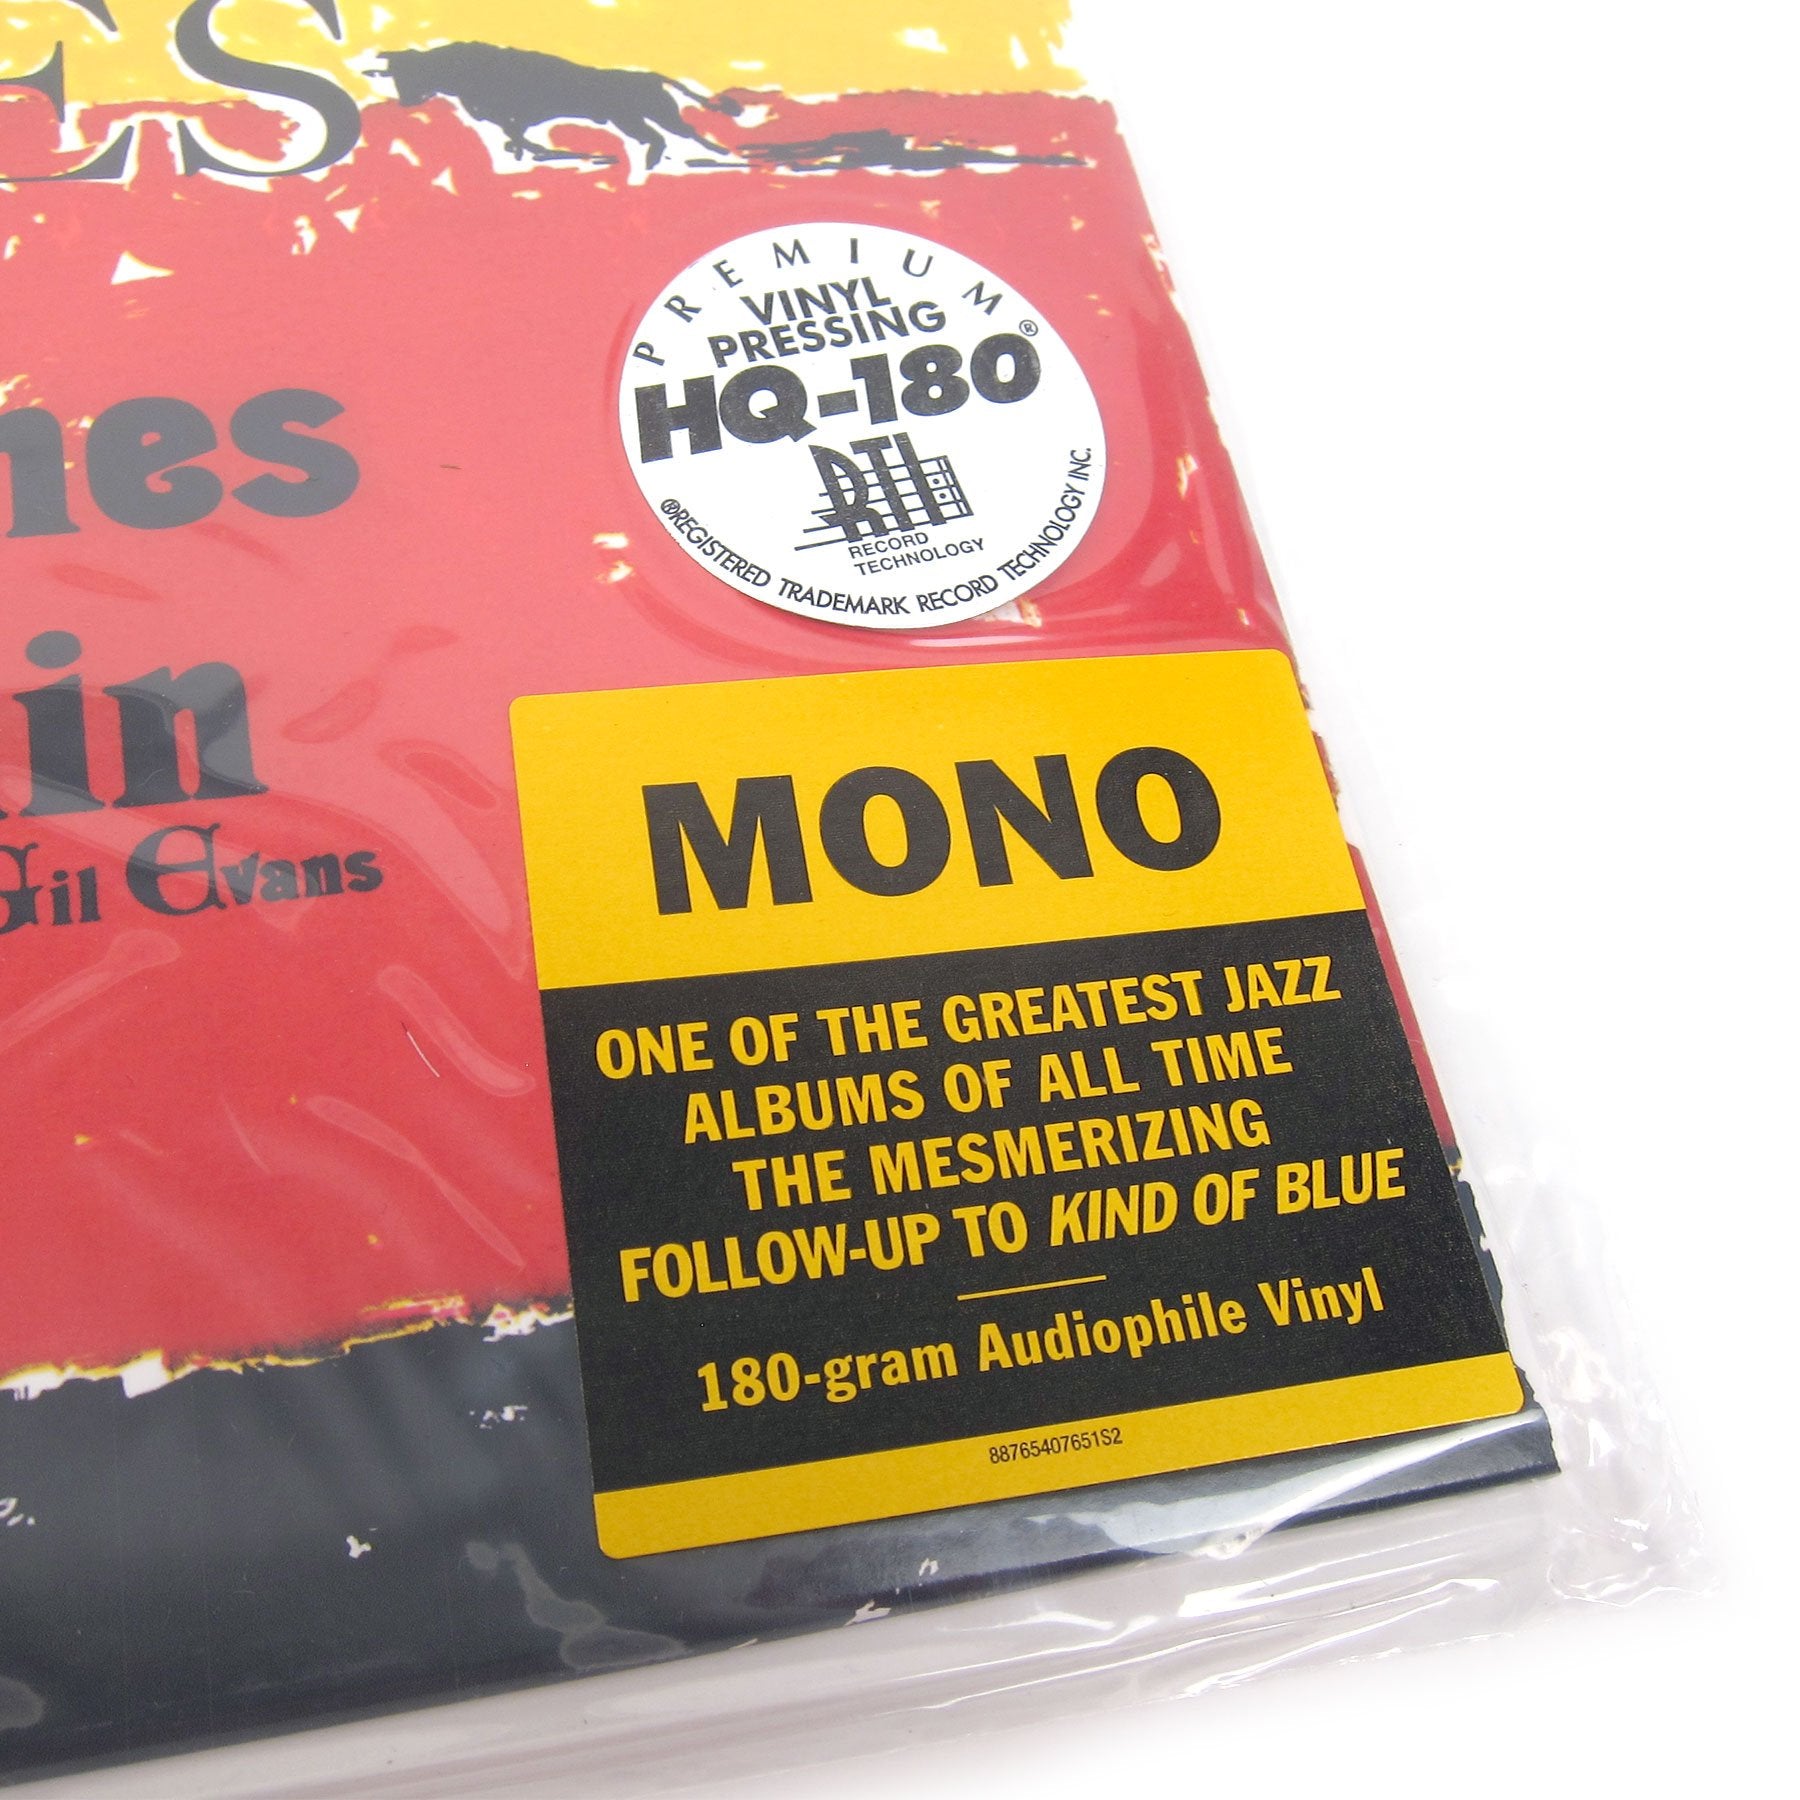 ES
nes
in
Gil Evans
PREMIUM
VINYL
PRESSING
HQ-180®
RTI
RECORD
TECHNOLOGY
®REGISTERED TRADEMARK RECORD TECHNOLOGY INC.
MONO
ONE OF THE GREATEST JAZZ
ALBUMS OF ALL TIME
THE MESMERIZING
FOLLOW-UP TO KIND OF BLUE
180-gram Audiophile Vinyl
88765407651S2